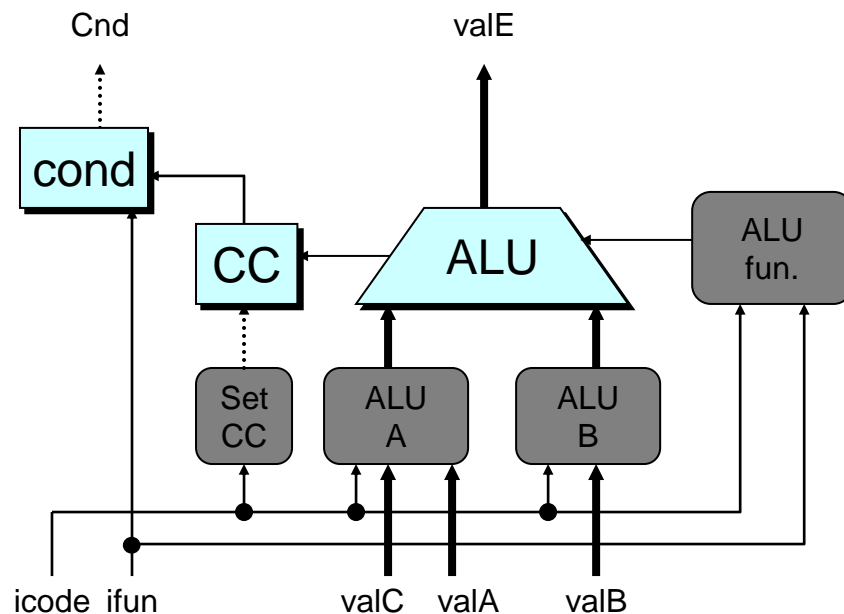 Cnd valE
cond
CC
ALU
ALU
fun.
Set
CC
ALU
A
ALU
B
icode ifun valC valA valB